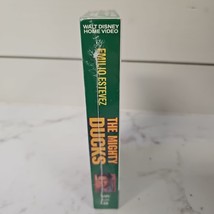 WALT DISNEY
HOME VIDEO
EMILIO ESTEVEZ
THE MIGHTY
DUCKS